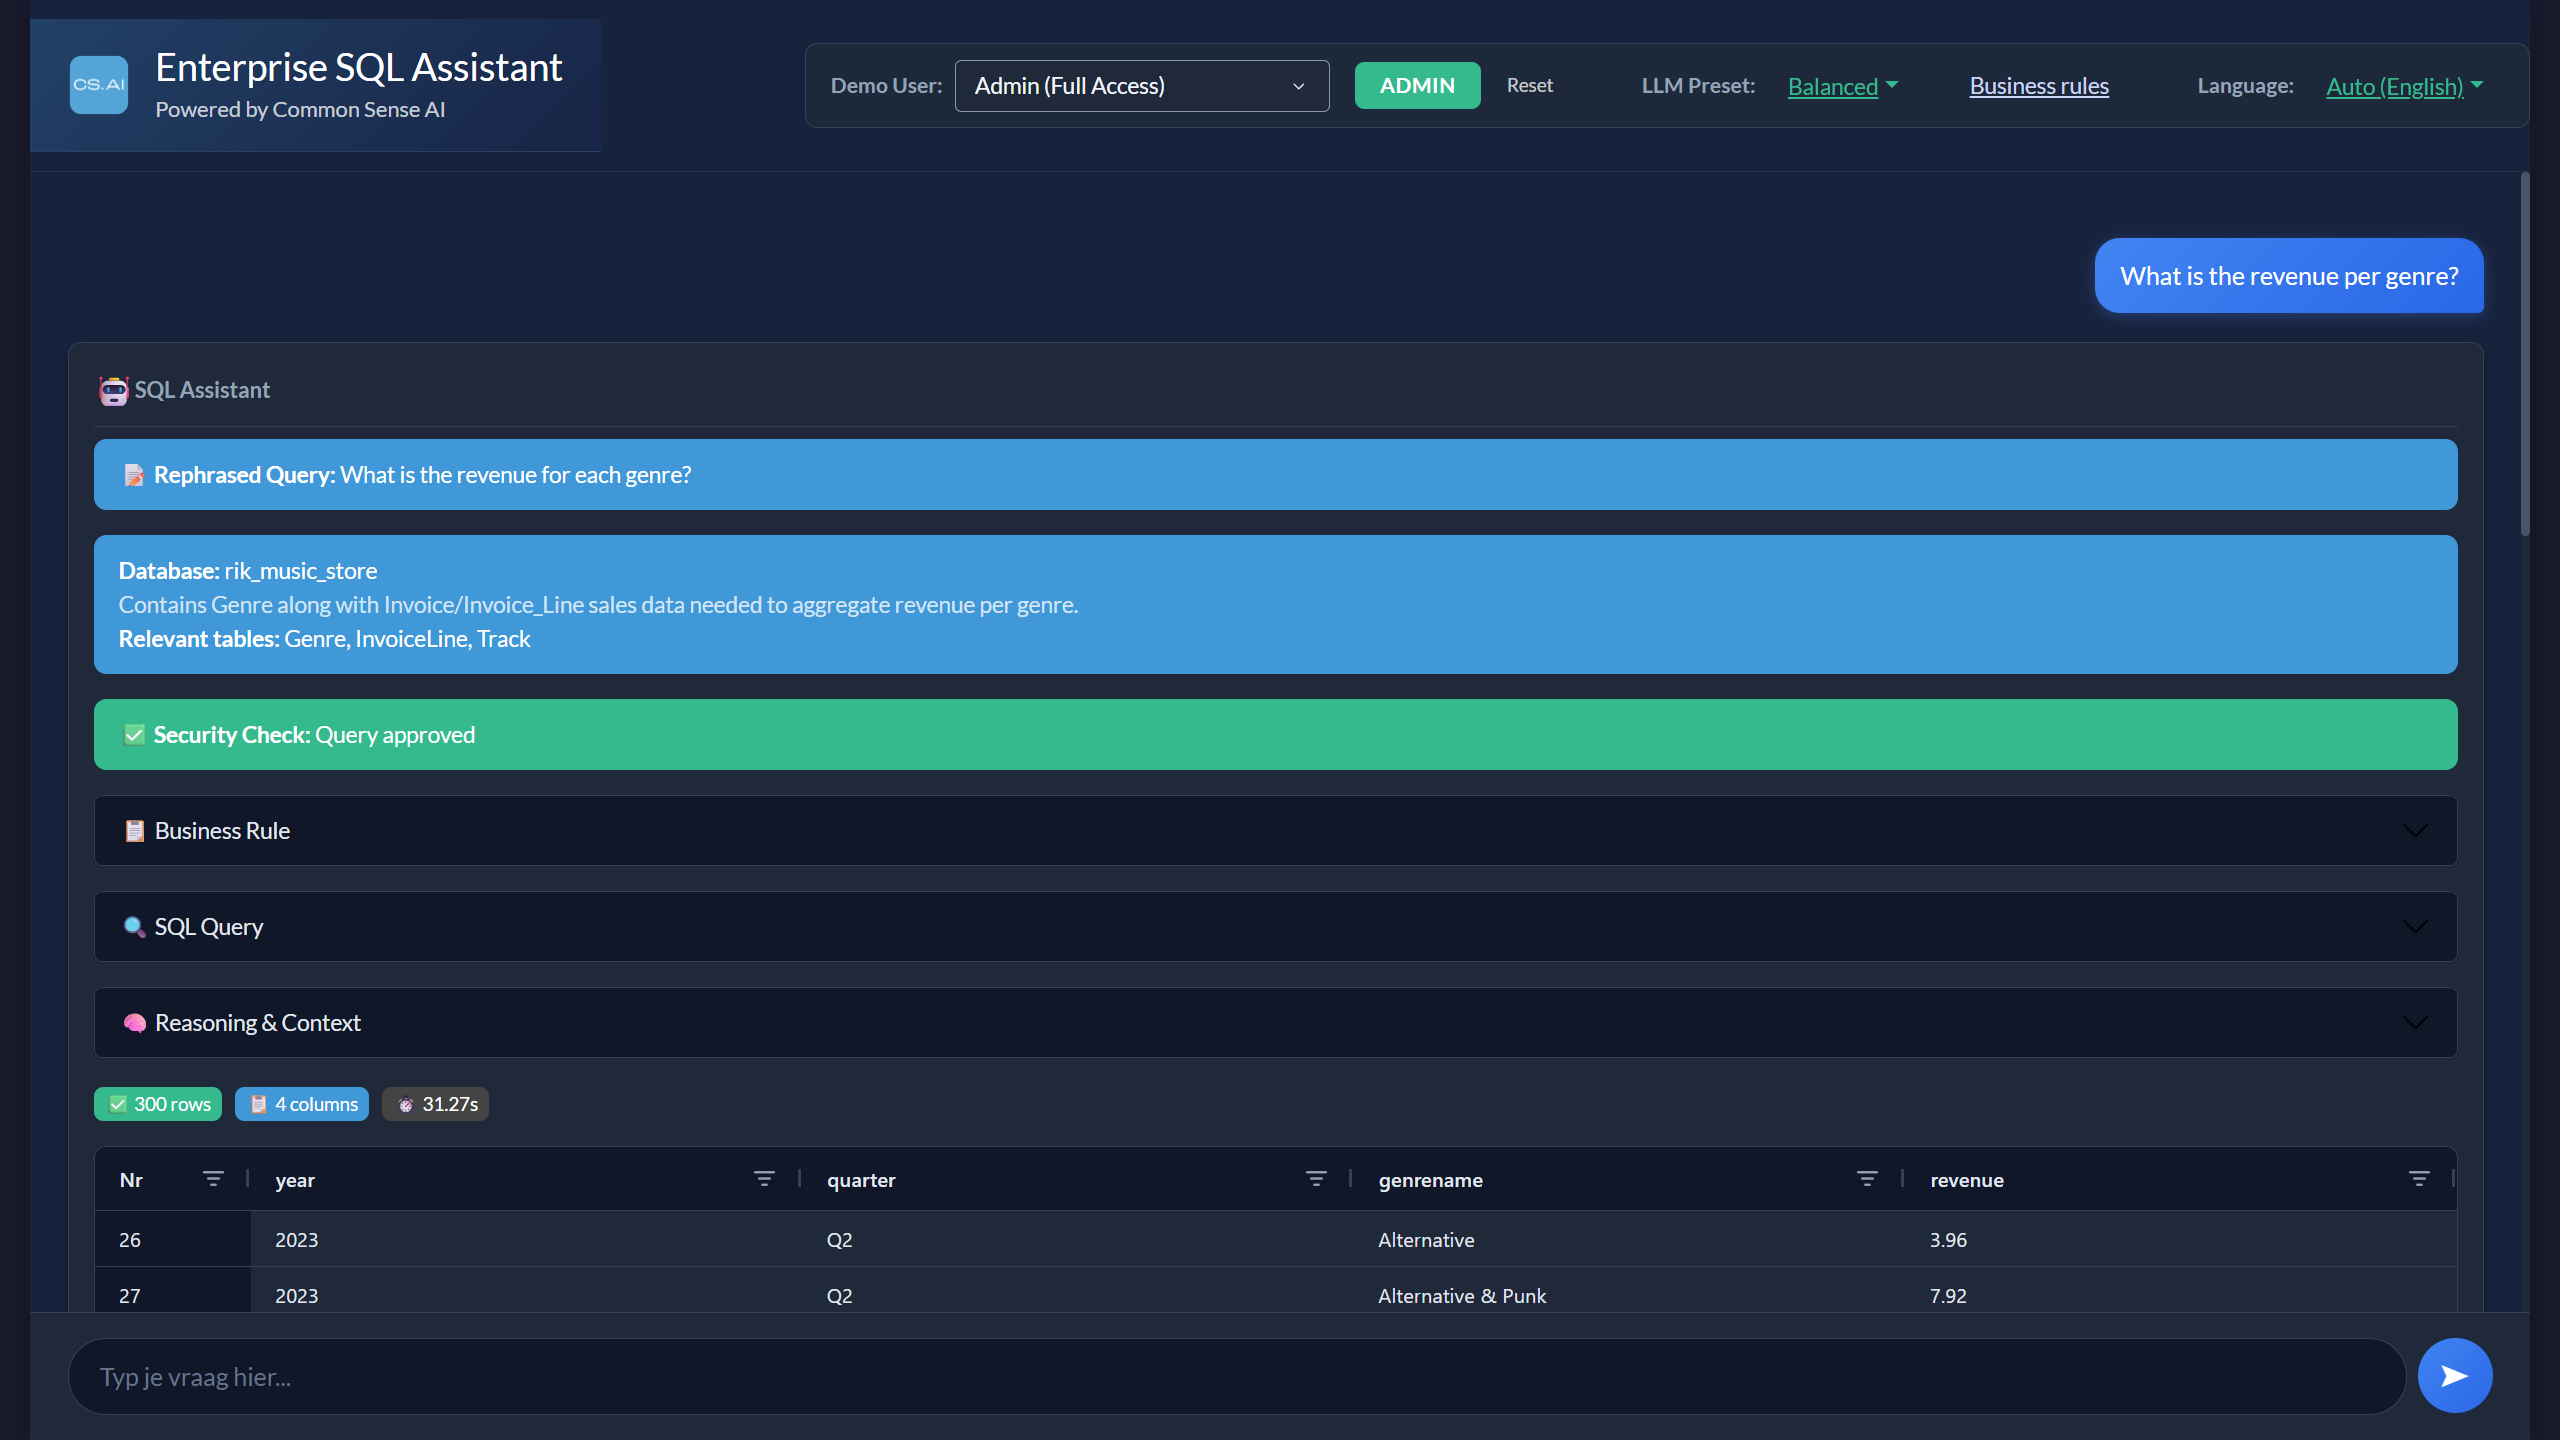 CS.AI
Enterprise SQL Assistant
Powered by Common Sense AI
Demo User: Admin (Full Access) ADMIN Reset LLM Preset: Balanced Business rules Language: Auto (English)
What is the revenue per genre?
SQL Assistant
Rephrased Query: What is the revenue for each genre?
Database: rik_music_store
Contains Genre along with Invoice/Invoice_Line sales data needed to aggregate revenue per genre.
Relevant tables: Genre, InvoiceLine, Track
Security Check: Query approved
Business Rule
SQL Query
Reasoning & Context
300 rows 4 columns 31.27s
Nr year quarter genrename revenue
26 2023 Q2 Alternative 3.96
27 2023 Q2 Alternative & Punk 7.92
Typ je vraag hier...